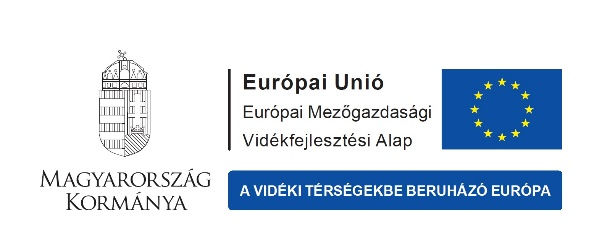 MAGYARORSZÁG
KORMÁNYA
Európai Unió
Európai Mezőgazdasági
Vidékfejlesztési Alap
A VIDÉKI TÉRSÉGEKBE BERUHÁZÓ EURÓPA